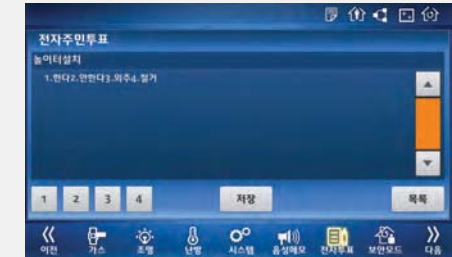 전자주민투표
놀이터설치
1.한다2.안한다3.외주4.철거
1 2 3 4 저장 목록
이전 가스 조명 난방 시스템 음성메모 전자투표 보안모드 다음